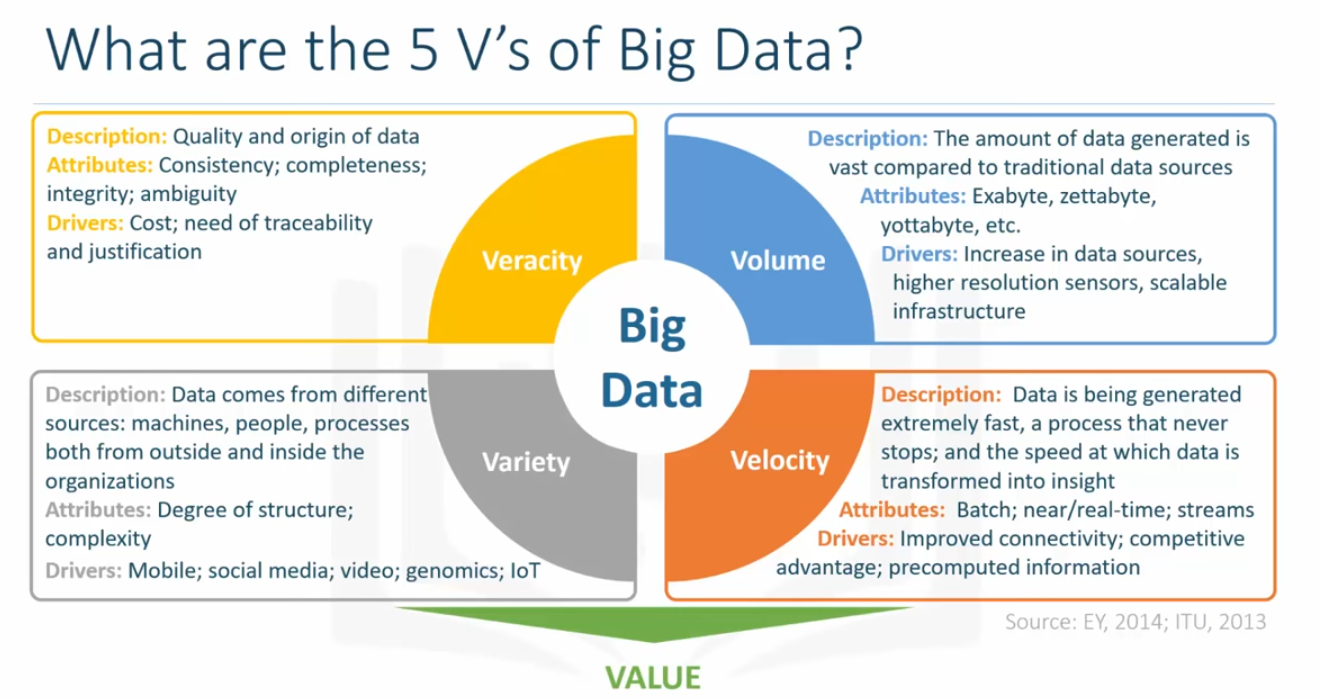 What are the 5 V's of Big Data?
Description: Quality and origin of data
Attributes: Consistency; completeness;
integrity; ambiguity
Drivers: Cost; need of traceability
and justification
Veracity
Description: The amount of data generated is
vast compared to traditional data sources
Attributes: Exabyte, zettabyte,
yottabyte, etc.
Drivers: Increase in data sources,
higher resolution sensors, scalable
infrastructure
Volume
Big
Data
Description: Data comes from different
sources: machines, people, processes
both from outside and inside the
organizations
Attributes: Degree of structure;
complexity
Drivers: Mobile; social media; video; genomics; IoT
Variety
Description: Data is being generated
extremely fast, a process that never
stops; and the speed at which data is
transformed into insight
Attributes: Batch; near/real-time; streams
Drivers: Improved connectivity; competitive
advantage; precomputed information
Velocity
Source: EY, 2014; ITU, 2013
VALUE